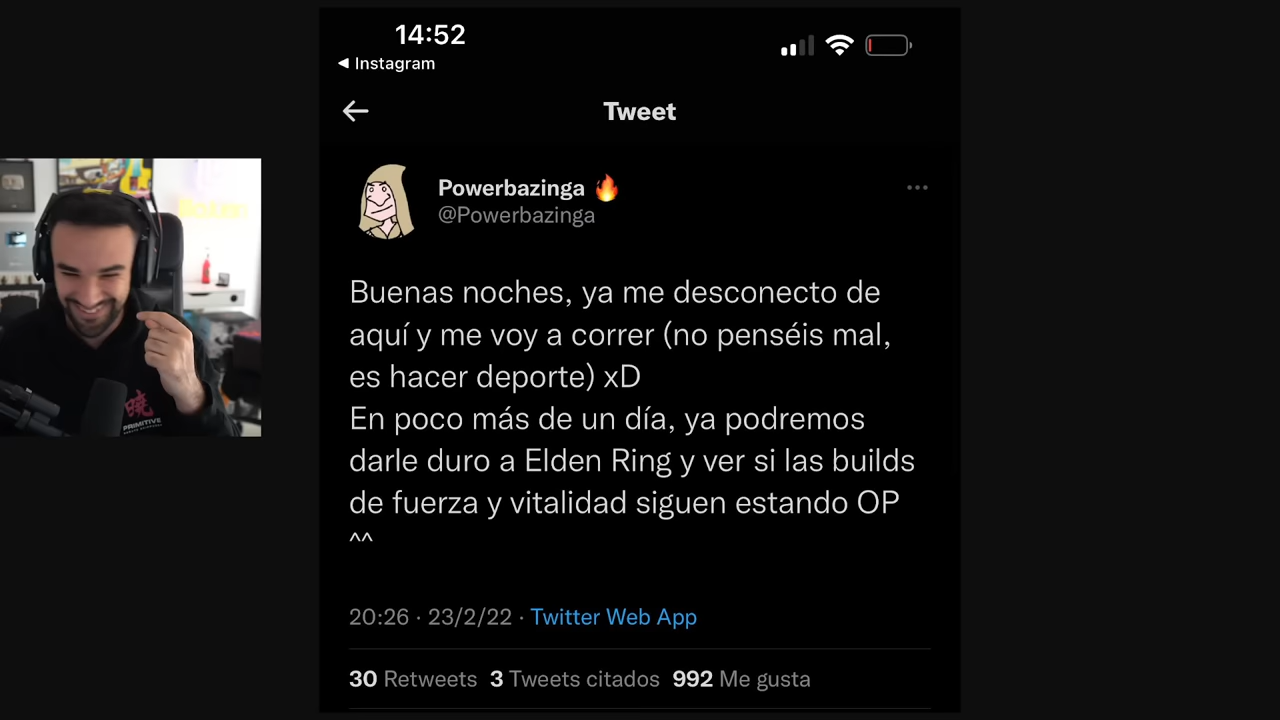 14:52
◀ Instagram
Tweet
Powerbazinga 🔥
@Powerbazinga
Buenas noches, ya me desconecto de
aquí y me voy a correr (no penséis mal,
es hacer deporte) xD
En poco más de un día, ya podremos
darle duro a Elden Ring y ver si las builds
de fuerza y vitalidad siguen estando OP
^^
20:26 · 23/2/22 · Twitter Web App
30 Retweets 3 Tweets citados 992 Me gusta
暁
PRIMITIVE